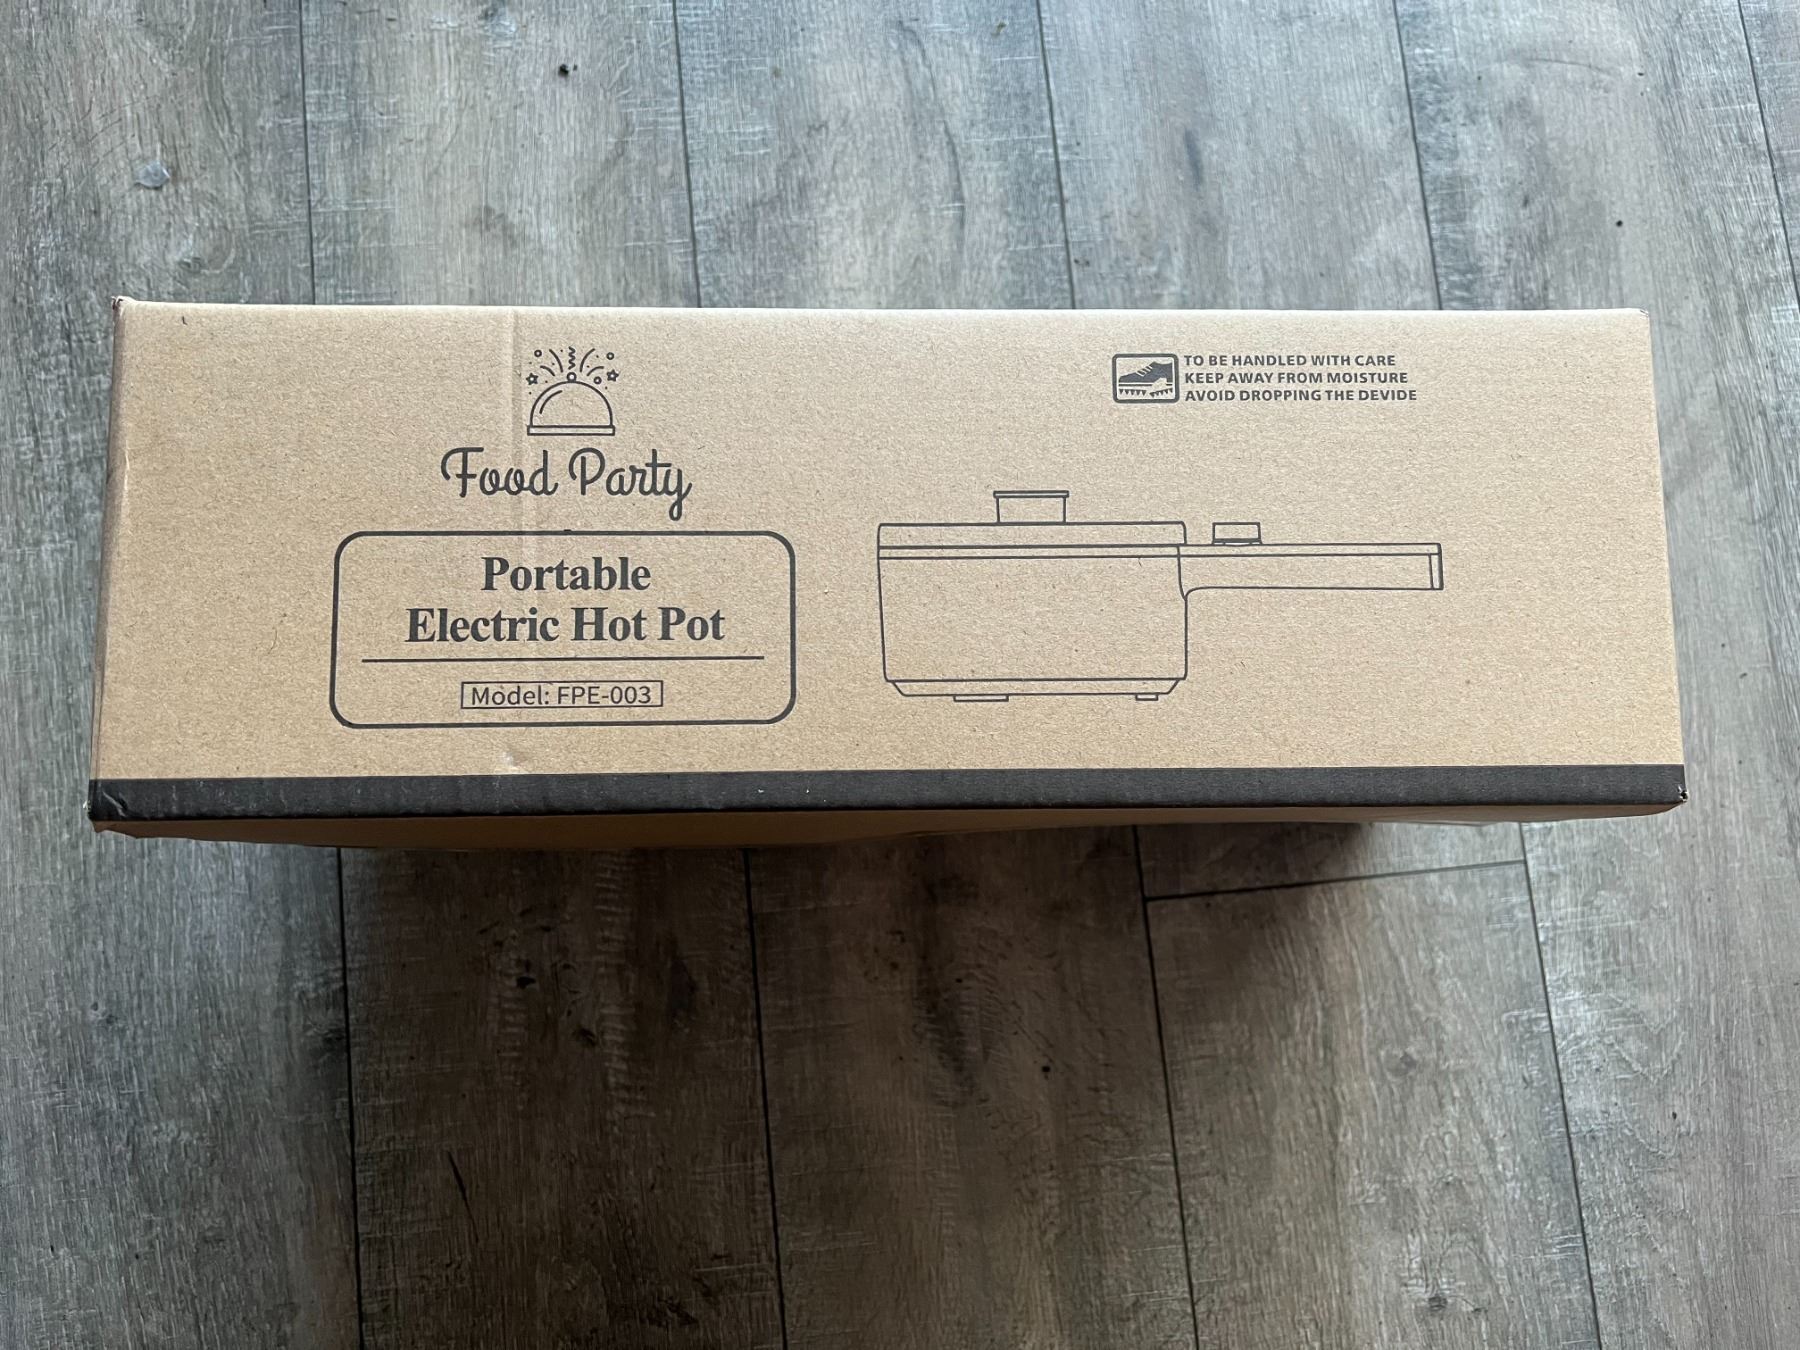 Food Party
Portable
Electric Hot Pot
Model: FPE-003
TO BE HANDLED WITH CARE
KEEP AWAY FROM MOISTURE
AVOID DROPPING THE DEVIDE